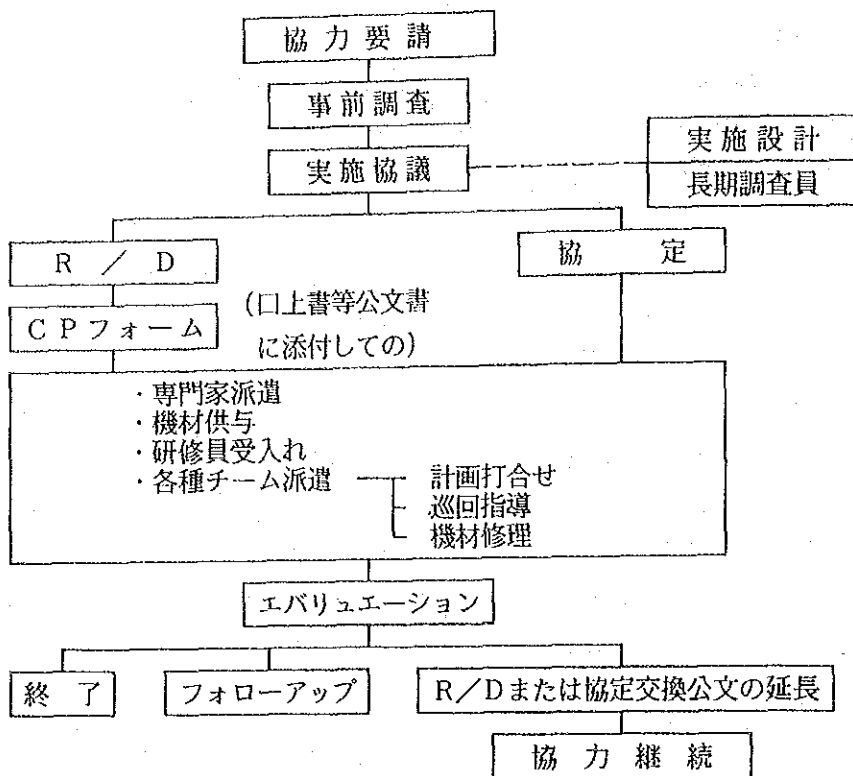 協力要請
事前調査
実施協議
実施設計
長期調査員
R／D
協定
CPフォーム
(口上書等公文書
に添付しての)
・専門家派遣
・機材供与
・研修員受入れ
・各種チーム派遣
計画打合せ
巡回指導
機材修理
エバリュエーション
終了
フォローアップ
R／Dまたは協定交換公文の延長
協力継続